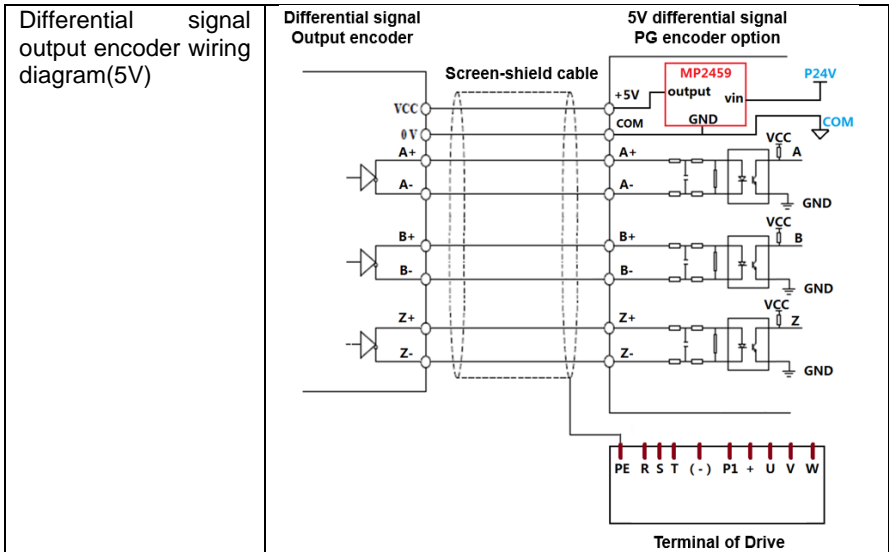 Differential signal
output encoder wiring
diagram(5V)
Differential signal
Output encoder
5V differential signal
PG encoder option
Screen-shield cable
MP2459
output
vin
GND
P24V
COM
VCC
+5V
0 V
COM
VCC
A+
A+
A
A-
A-
GND
VCC
B+
B+
B
B-
B-
GND
VCC
Z+
Z+
Z
Z-
Z-
GND
PE R S T ( - ) P1 + U V W
Terminal of Drive